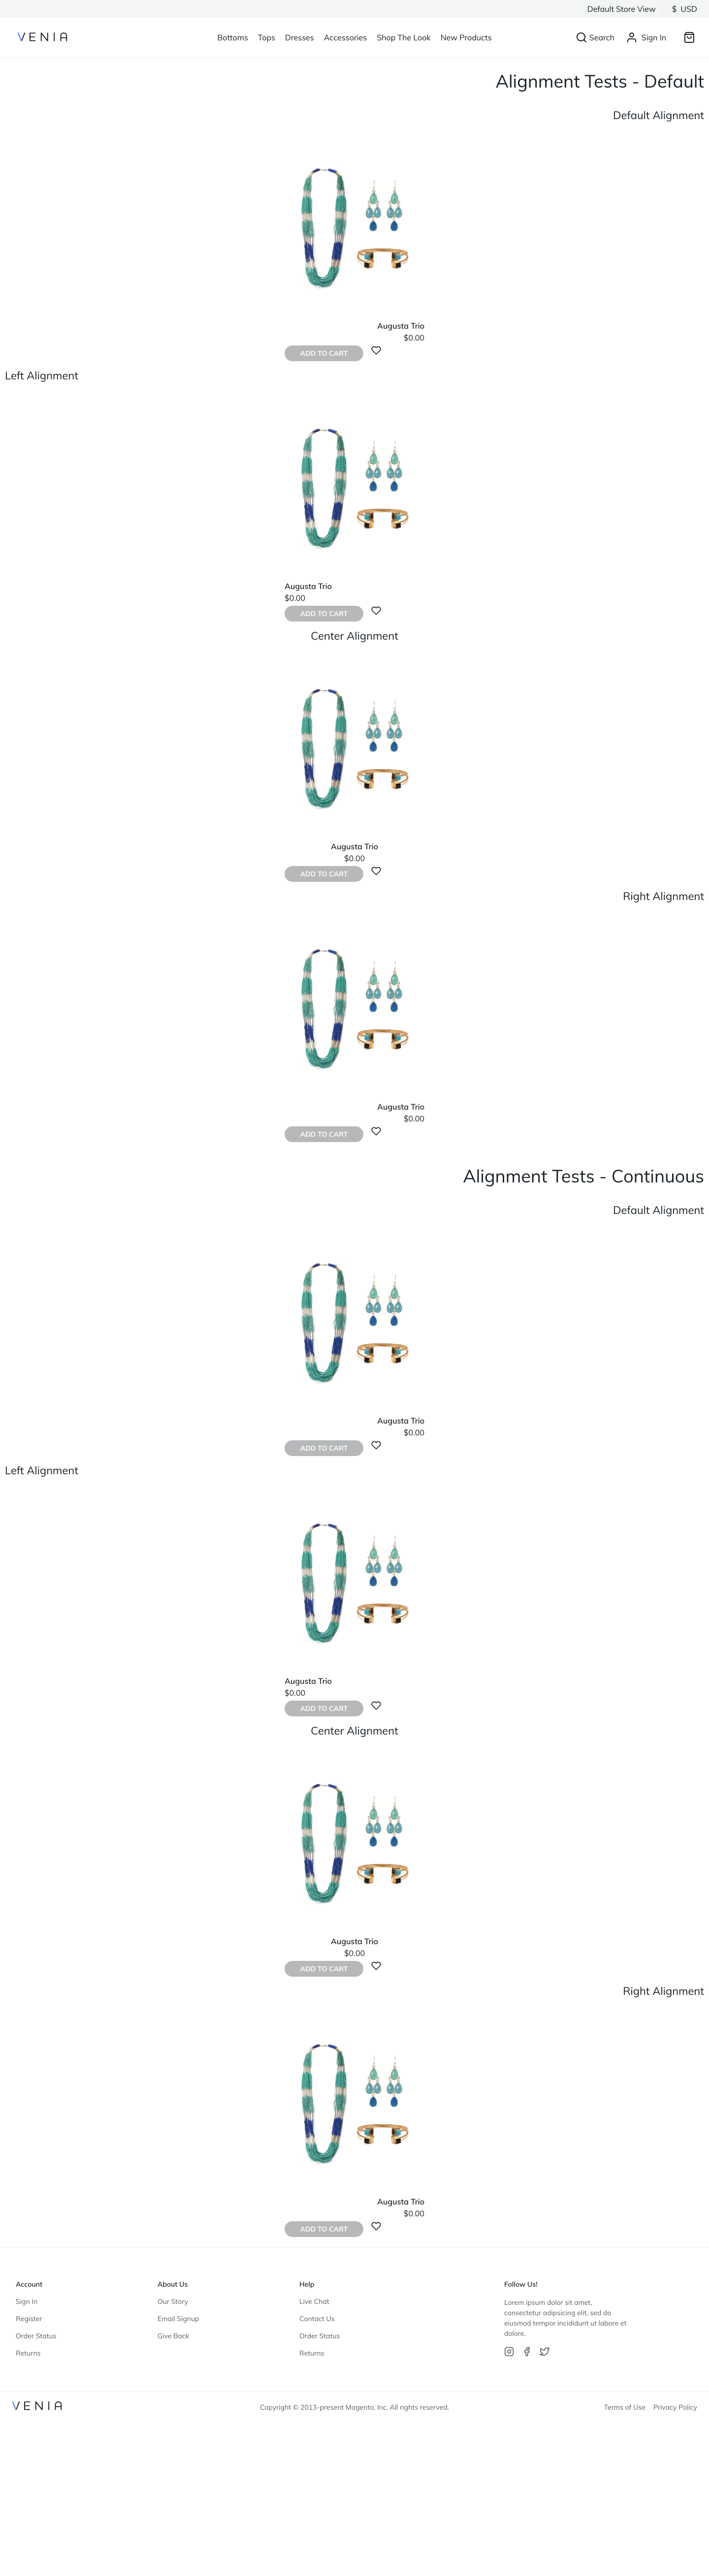 Default Store View
$ USD
VENIA
Bottoms
Tops
Dresses
Accessories
Shop The Look
New Products
Search
Sign In
Alignment Tests - Default
Default Alignment
Augusta Trio
$0.00
ADD TO CART
Left Alignment
Augusta Trio
$0.00
ADD TO CART
Center Alignment
Augusta Trio
$0.00
ADD TO CART
Right Alignment
Augusta Trio
$0.00
ADD TO CART
Alignment Tests - Continuous
Default Alignment
Augusta Trio
$0.00
ADD TO CART
Left Alignment
Augusta Trio
$0.00
ADD TO CART
Center Alignment
Augusta Trio
$0.00
ADD TO CART
Right Alignment
Augusta Trio
$0.00
ADD TO CART
Account
Sign In
Register
Order Status
Returns
About Us
Our Story
Email Signup
Give Back
Help
Live Chat
Contact Us
Order Status
Returns
Follow Us!
Lorem ipsum dolor sit amet,
consectetur adipsicing elit, sed do
eiusmod tempor incididunt ut labore et
dolore.
VENIA
Copyright © 2013-present Magento, Inc. All rights reserved.
Terms of Use
Privacy Policy